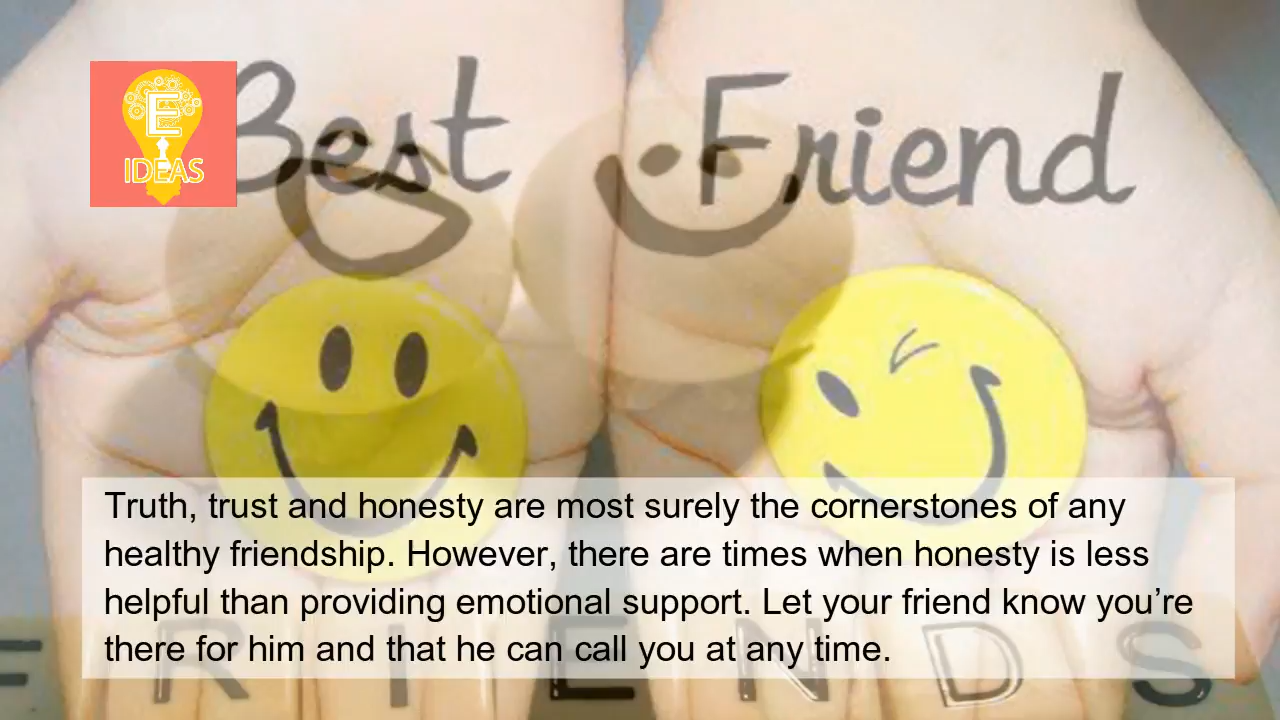 Best Friend
E
IDEAS
Truth, trust and honesty are most surely the cornerstones of any
healthy friendship. However, there are times when honesty is less
helpful than providing emotional support. Let your friend know you’re
there for him and that he can call you at any time.
FRIENDS